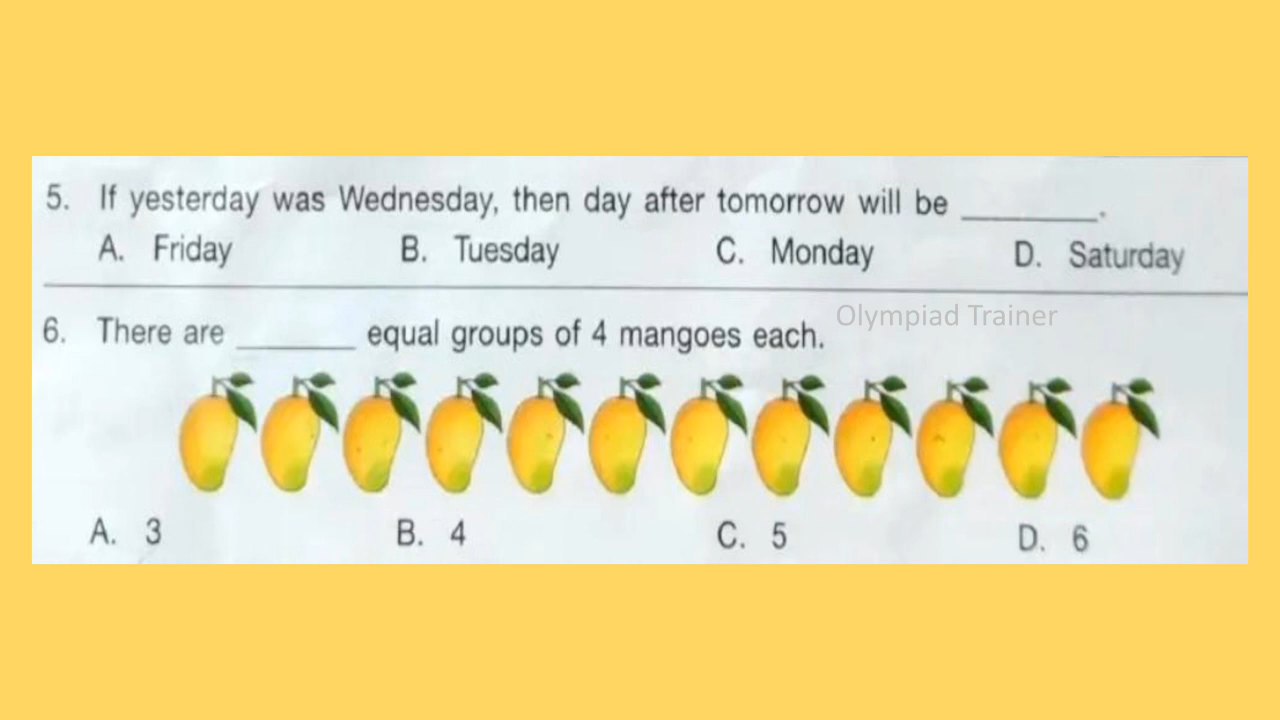 5. If yesterday was Wednesday, then day after tomorrow will be ________.
A. Friday B. Tuesday C. Monday D. Saturday
Olympiad Trainer
6. There are _______ equal groups of 4 mangoes each.
A. 3 B. 4 C. 5 D. 6